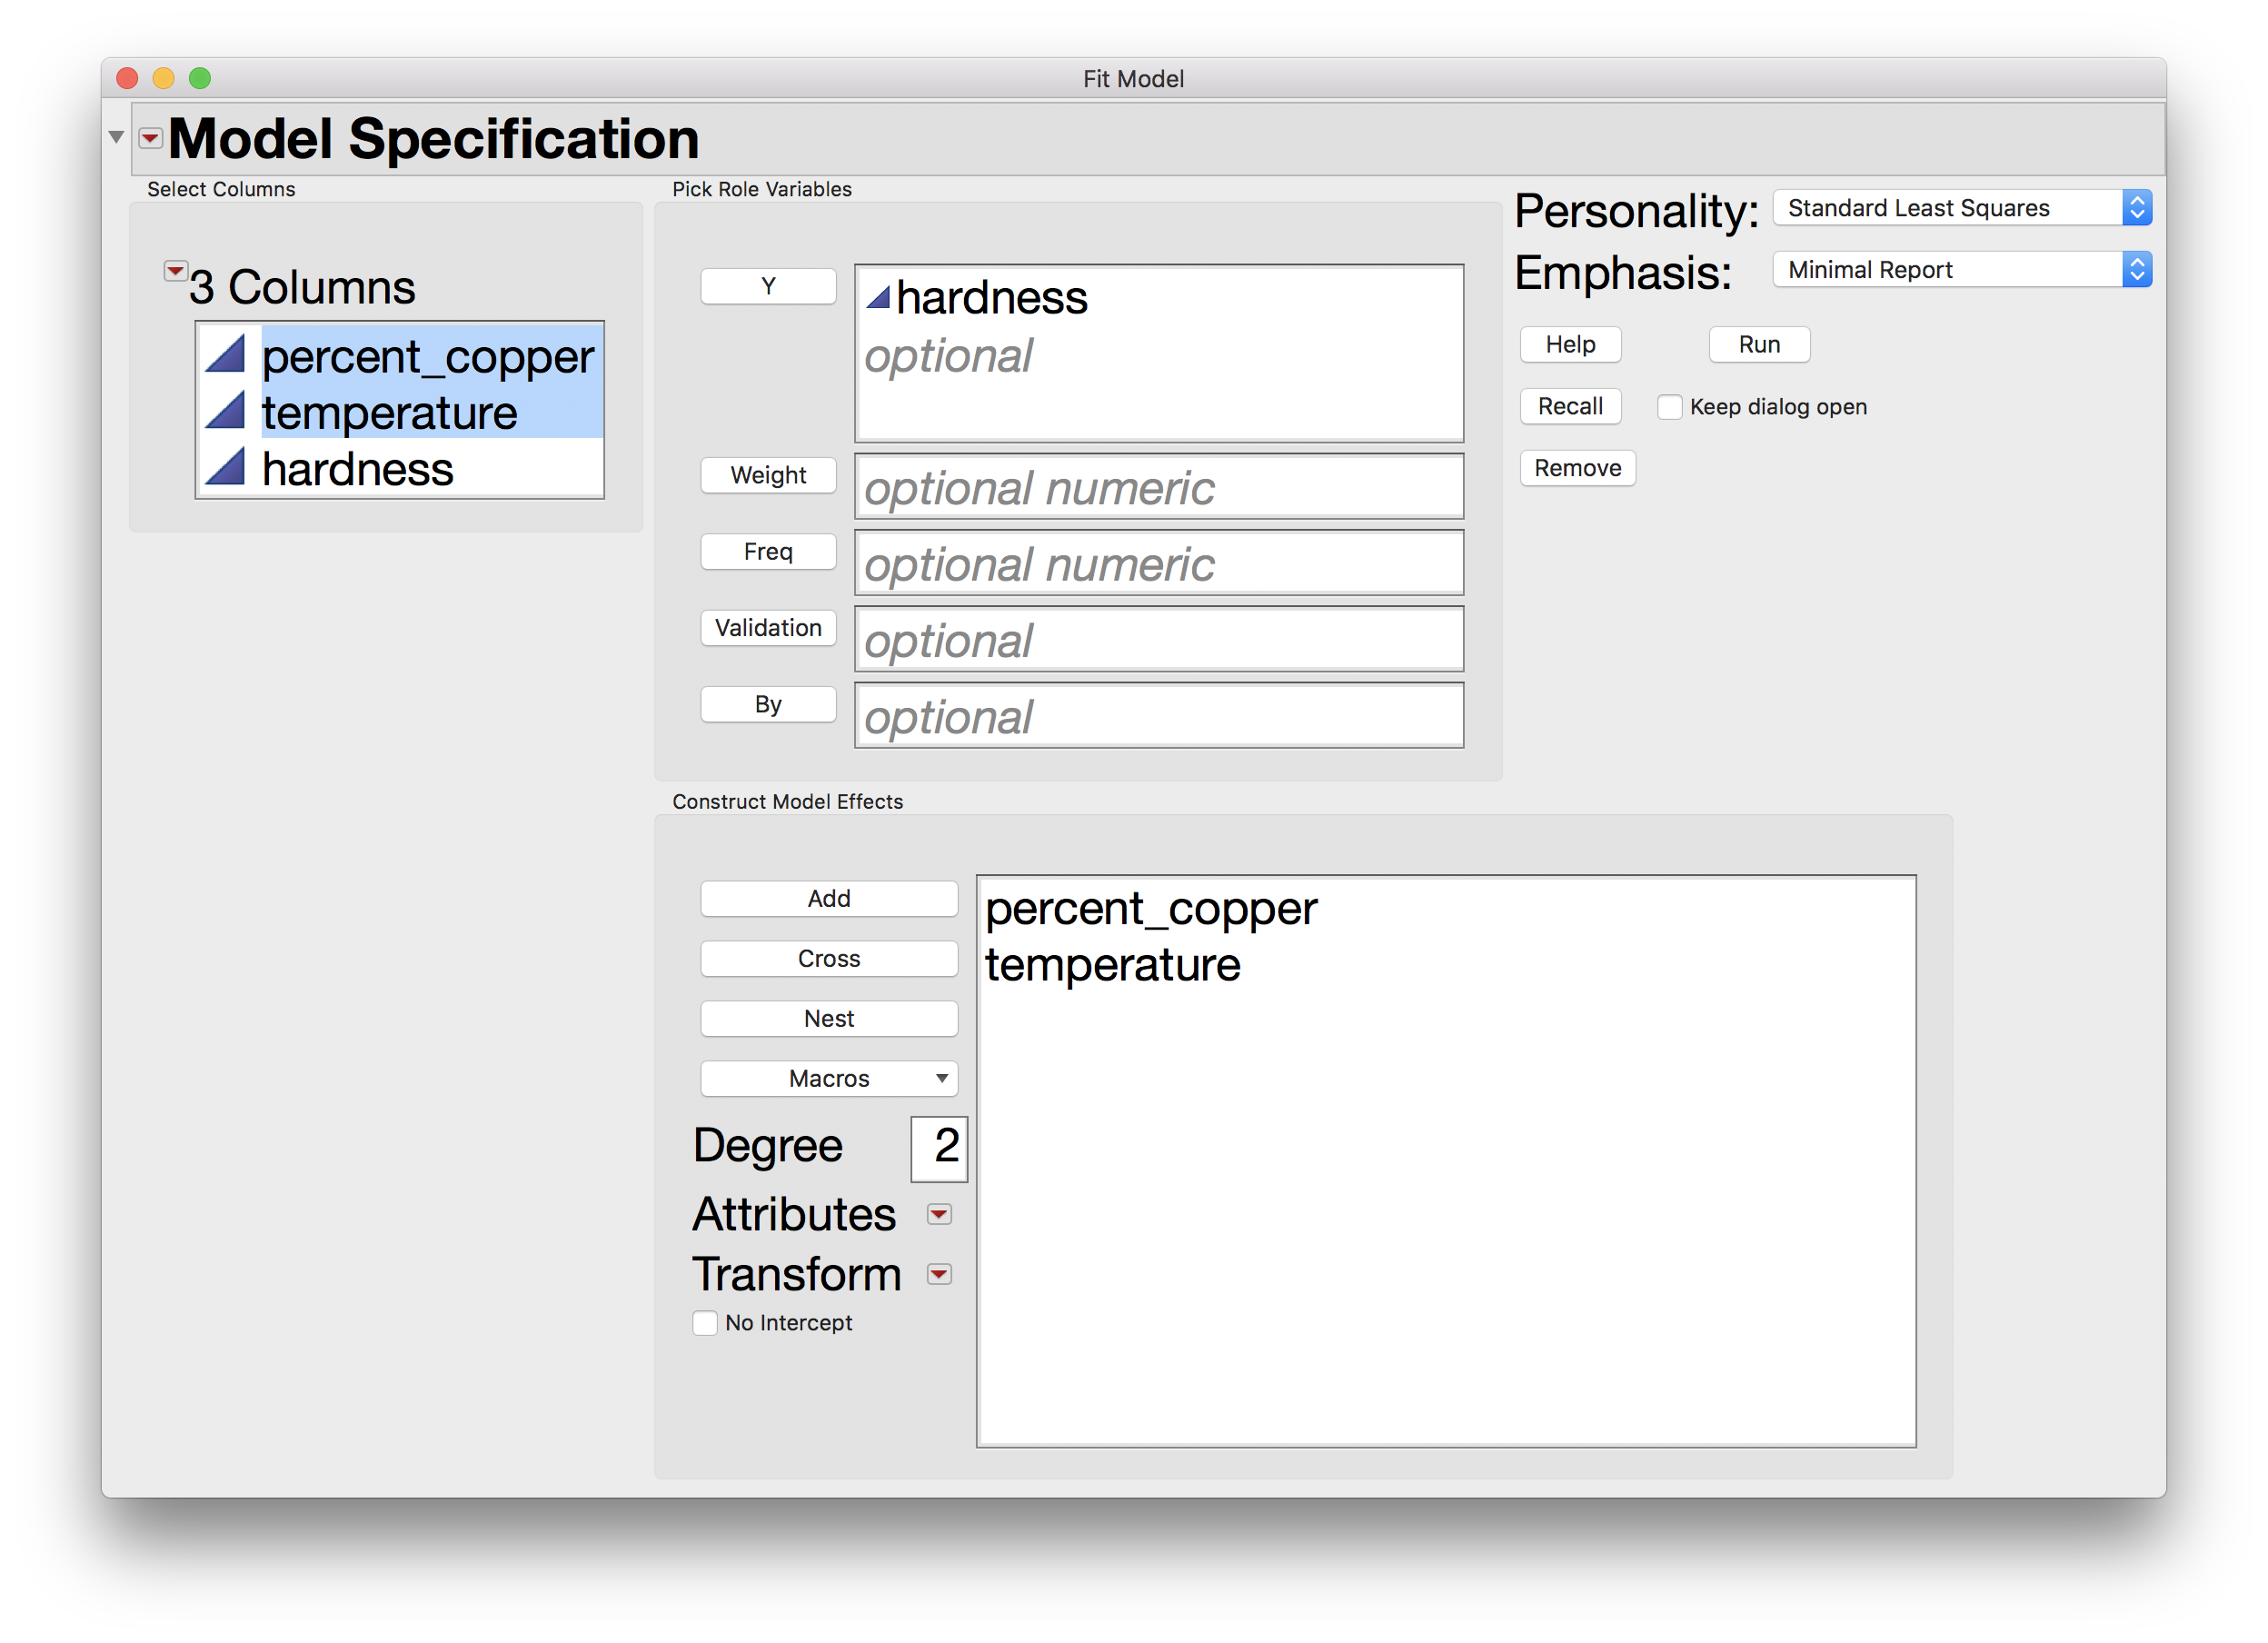 Fit Model
Model Specification
Select Columns
3 Columns
percent_copper
temperature
hardness
Pick Role Variables
Y
hardness
optional
Weight
optional numeric
Freq
optional numeric
Validation
optional
By
optional
Personality:
Standard Least Squares
Emphasis:
Minimal Report
Help
Run
Recall
Keep dialog open
Remove
Construct Model Effects
Add
Cross
Nest
Macros
Degree
2
Attributes
Transform
No Intercept
percent_copper
temperature